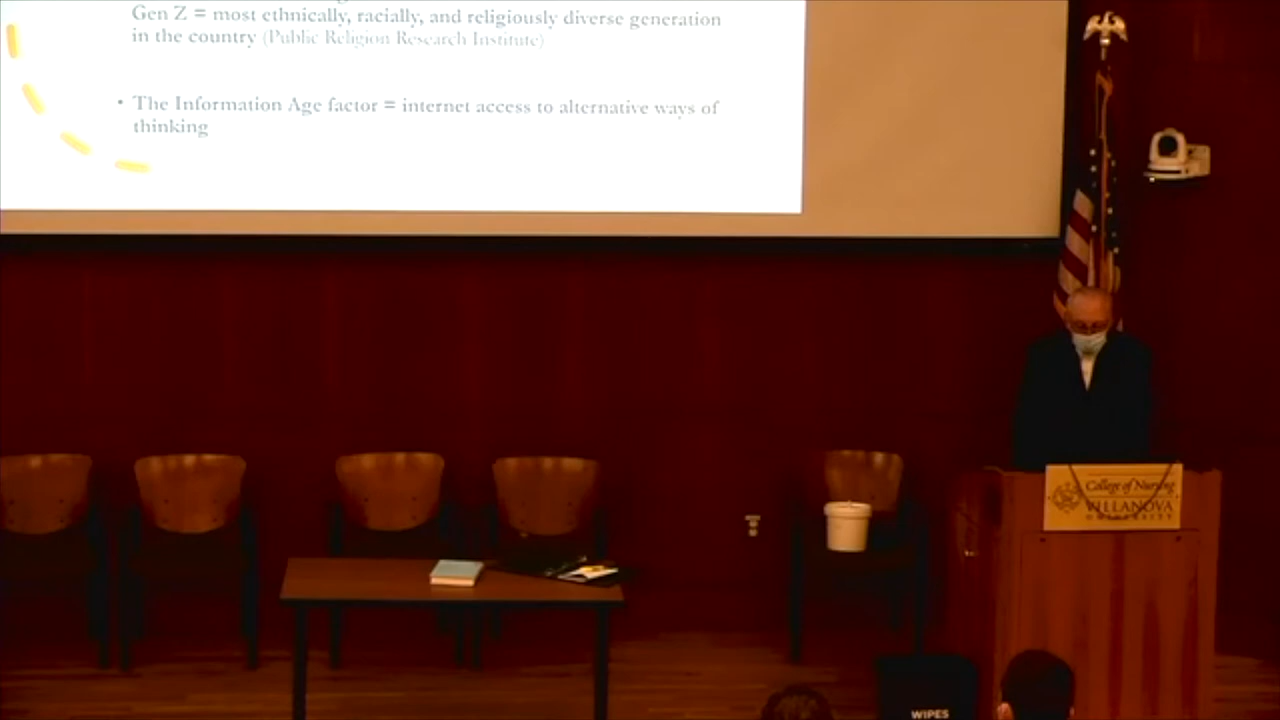 Gen Z = most ethnically, racially, and religiously diverse generation
in the country (Public Religion Research Institute)
• The Information Age factor = internet access to alternative ways of
thinking
College of Nursing
VILLANOVA
UNIVERSITY
WIPES